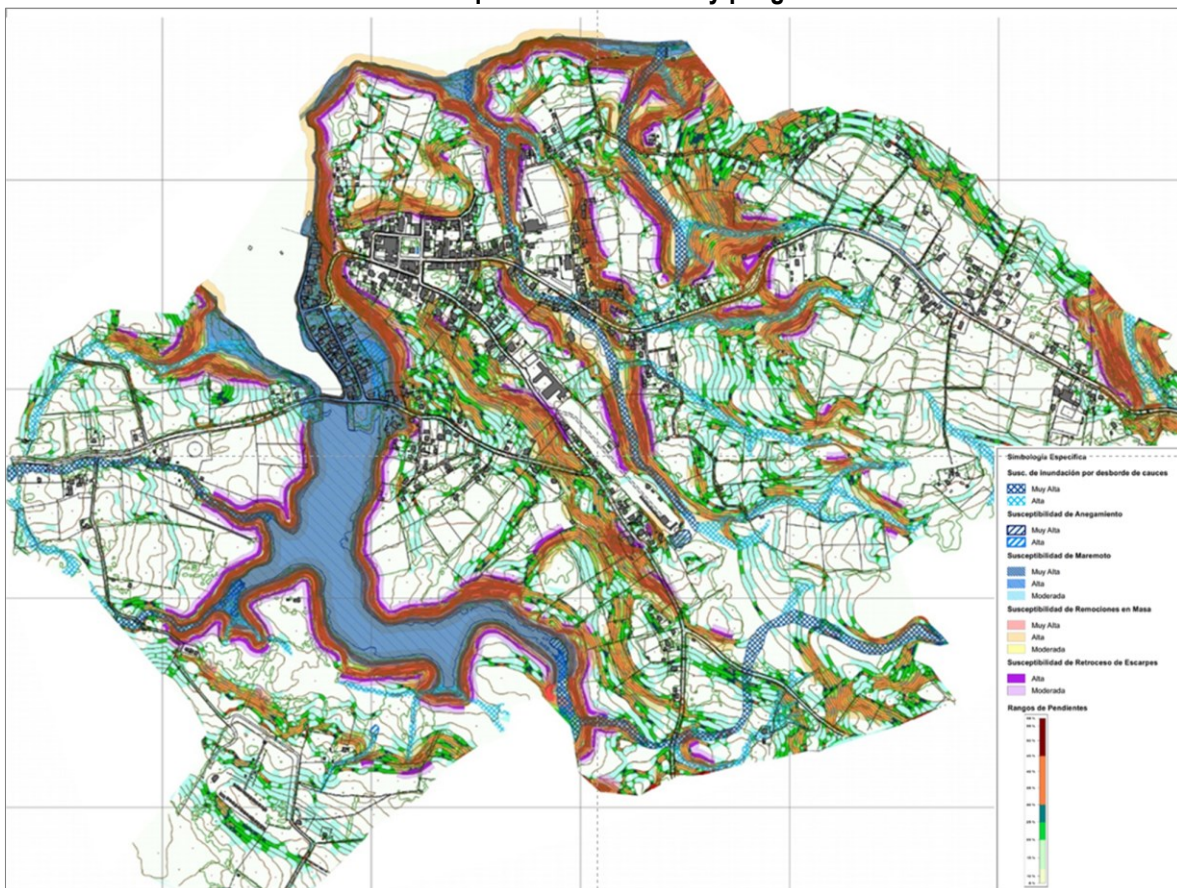 y
Simbología Específica
Susc. de inundación por desborde de cauces
Muy Alta
Alta
Susceptibilidad de Anegamiento
Muy Alta
Alta
Susceptibilidad de Maremoto
Muy Alta
Alta
Moderada
Susceptibilidad de Remociones en Masa
Muy Alta
Alta
Moderada
Susceptibilidad de Retroceso de Escarpes
Alta
Moderada
Rangos de Pendientes